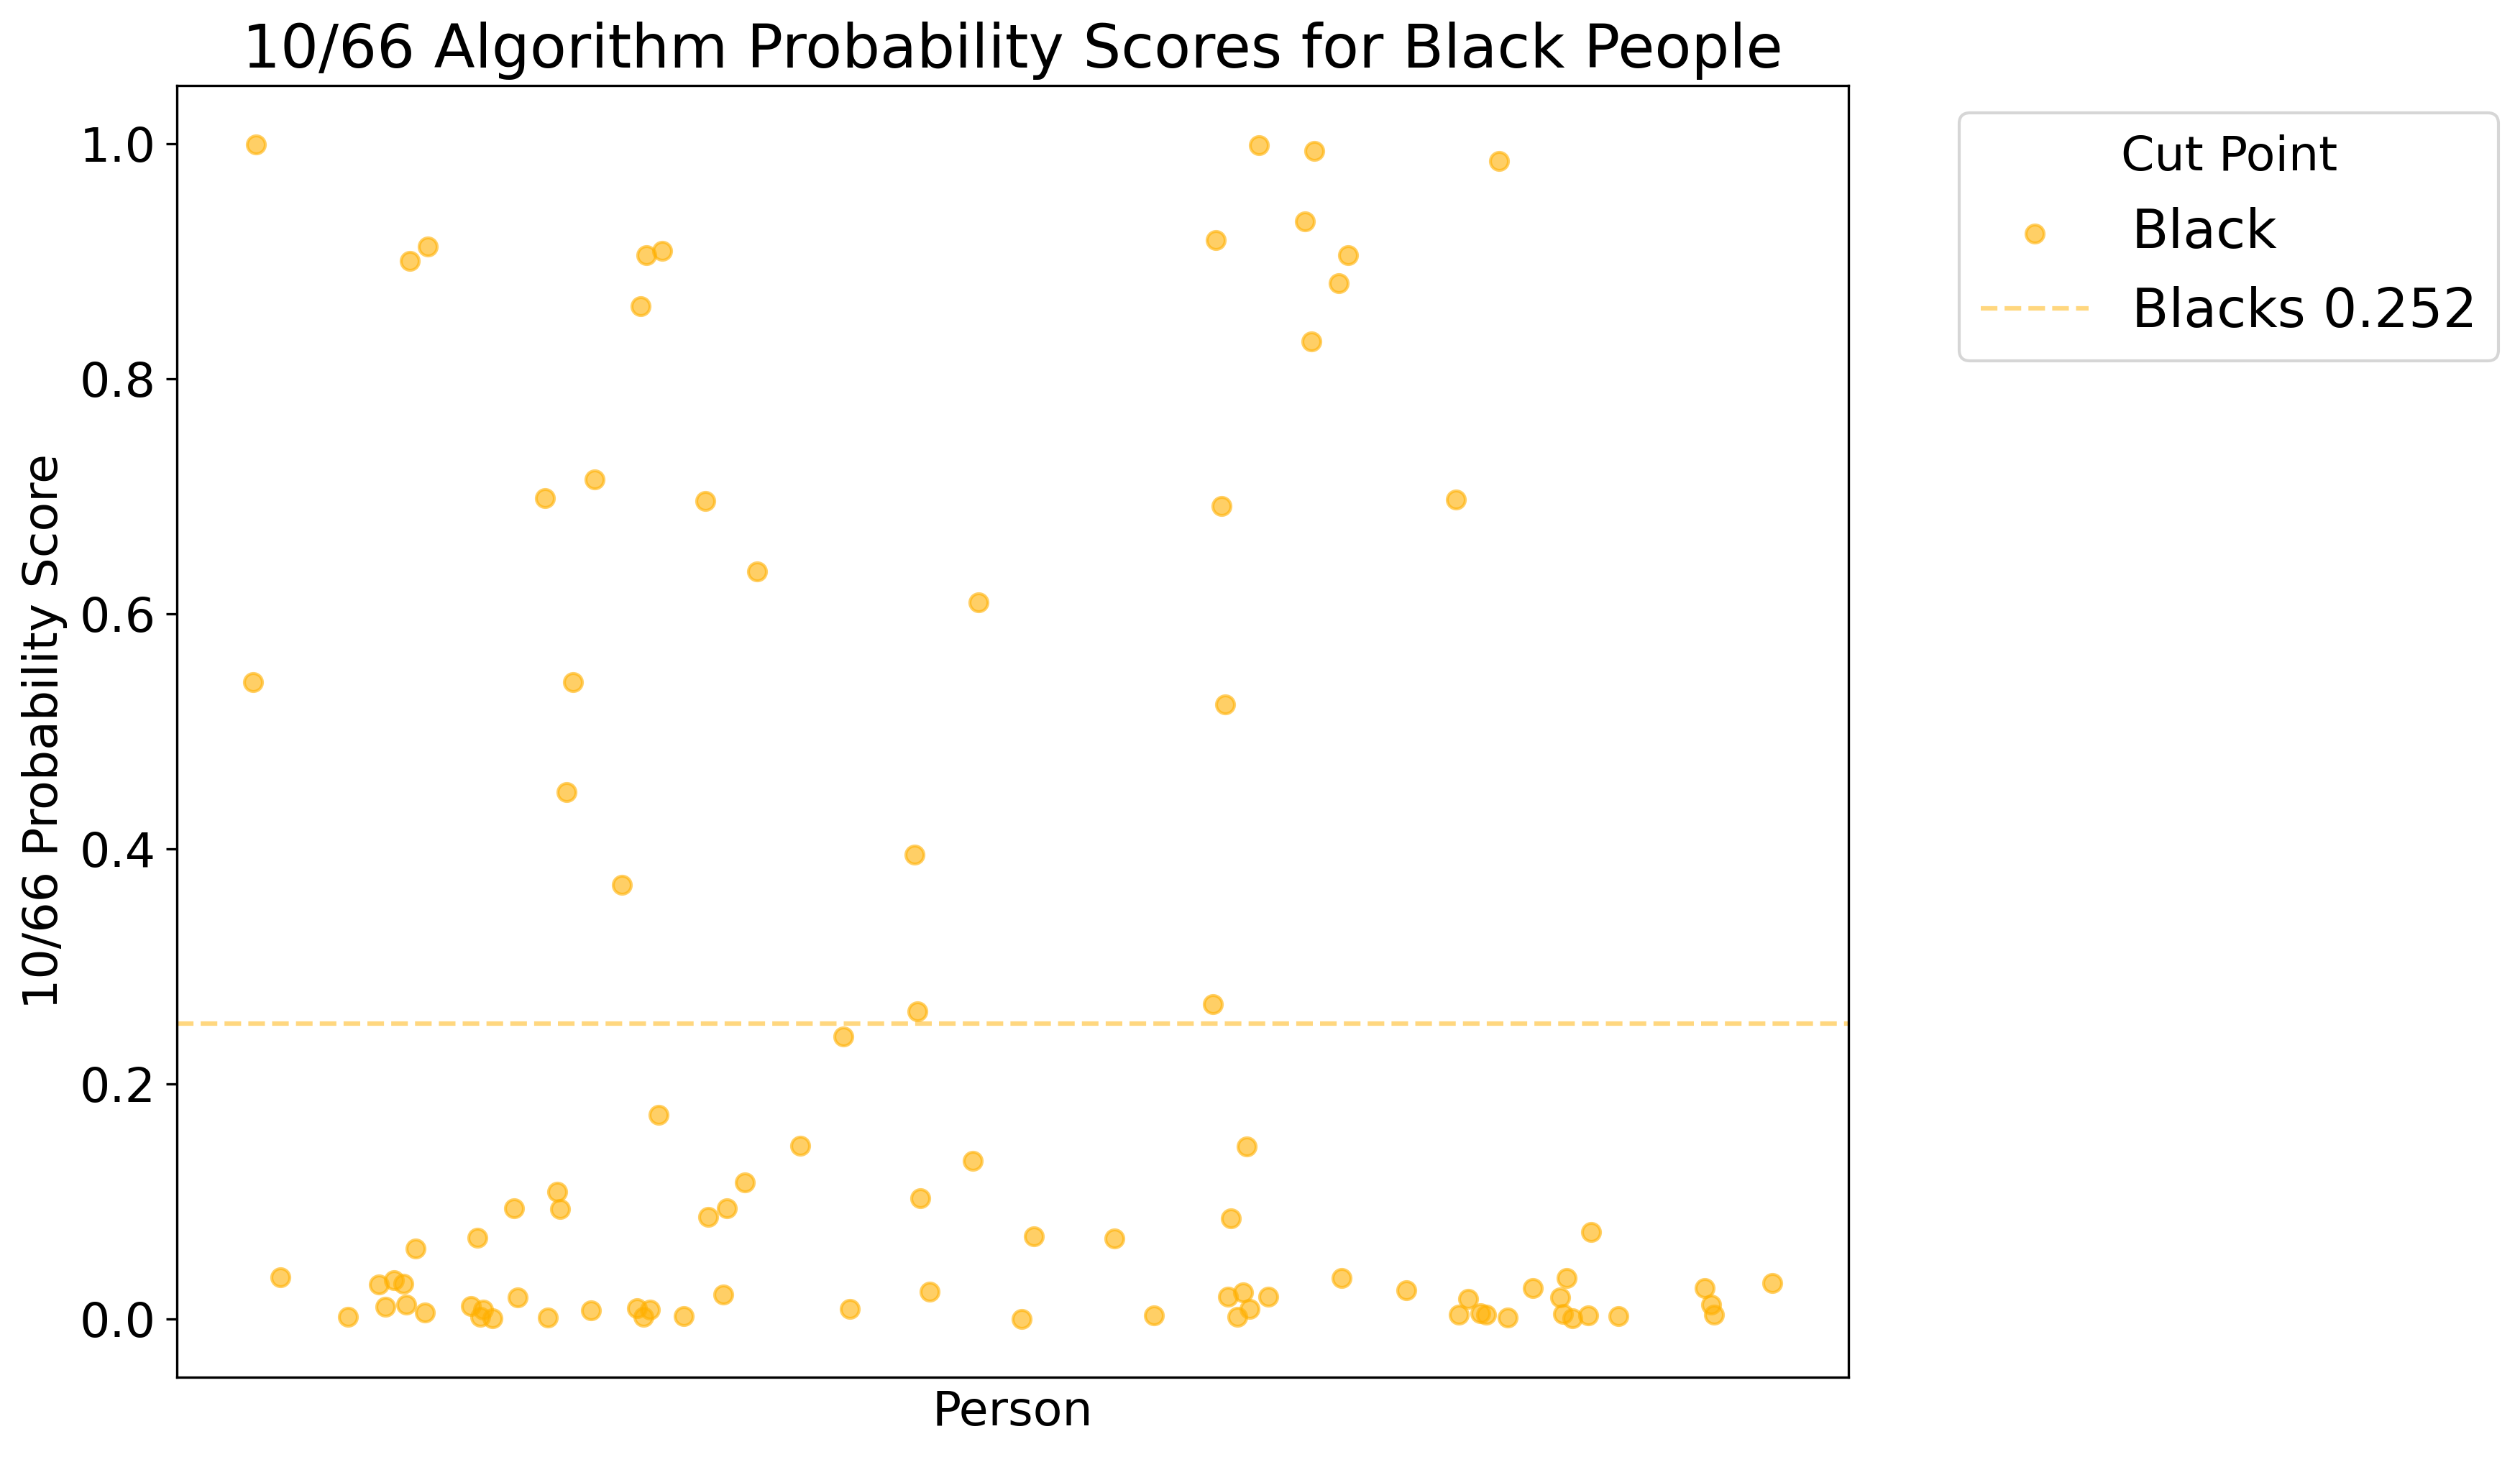 10/66 Algorithm Probability Scores for Black People
1.0
0.8
0.6
0.4
0.2
0.0
10/66 Probability Score
Person
Cut Point
Black
Blacks 0.252